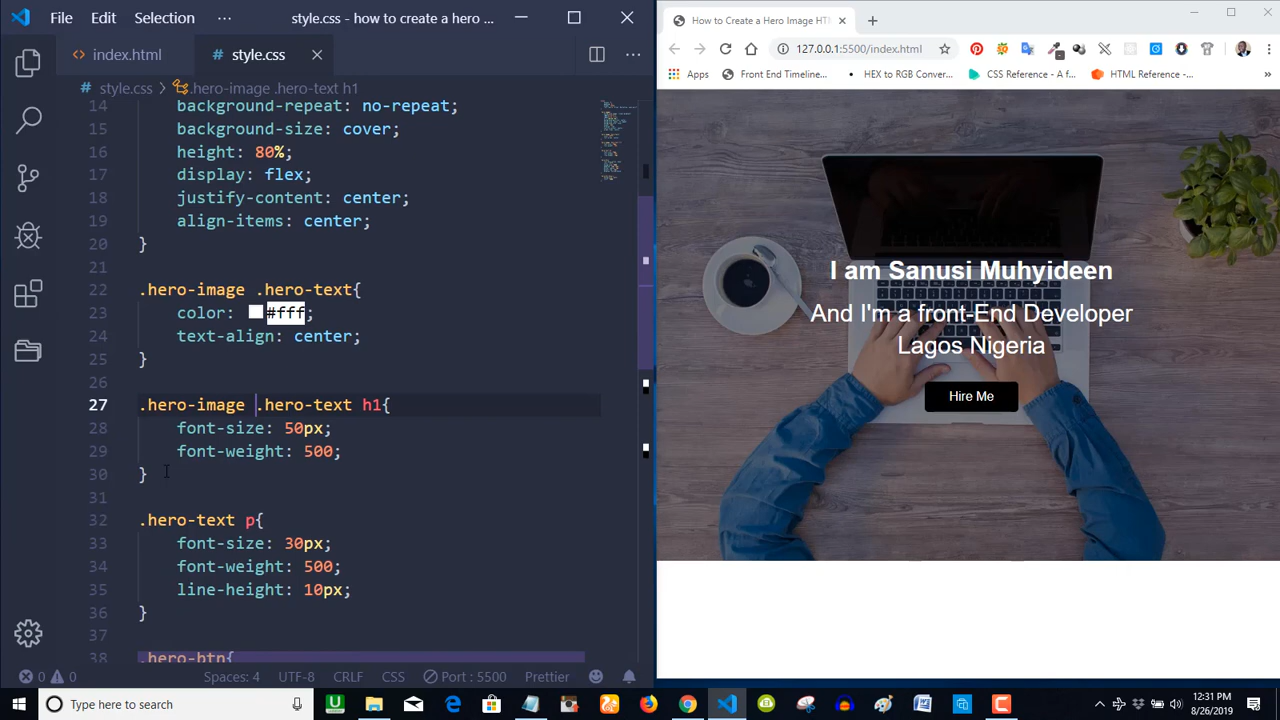 File Edit Selection ··· style.css - how to create a hero ...
index.html style.css
style.css > .hero-image .hero-text h1
14 background-repeat: no-repeat;
15 background-size: cover;
16 height: 80%;
17 display: flex;
18 justify-content: center;
19 align-items: center;
20 }
21
22 .hero-image .hero-text{
23 color: #fff;
24 text-align: center;
25 }
26
27 .hero-image .hero-text h1{
28 font-size: 50px;
29 font-weight: 500;
30 }
31
32 .hero-text p{
33 font-size: 30px;
34 font-weight: 500;
35 line-height: 10px;
36 }
37
38 .hero-btn{
0 0 Spaces: 4 UTF-8 CRLF CSS Port : 5500 Prettier
How to Create a Hero Image HT
127.0.0.1:5500/index.html
Apps Front End Timeline... HEX to RGB Conver... CSS Reference - A f... HTML Reference -... »
I am Sanusi Muhyideen
And I'm a front-End Developer
Lagos Nigeria
Hire Me
Type here to search
12:31 PM
8/26/2019